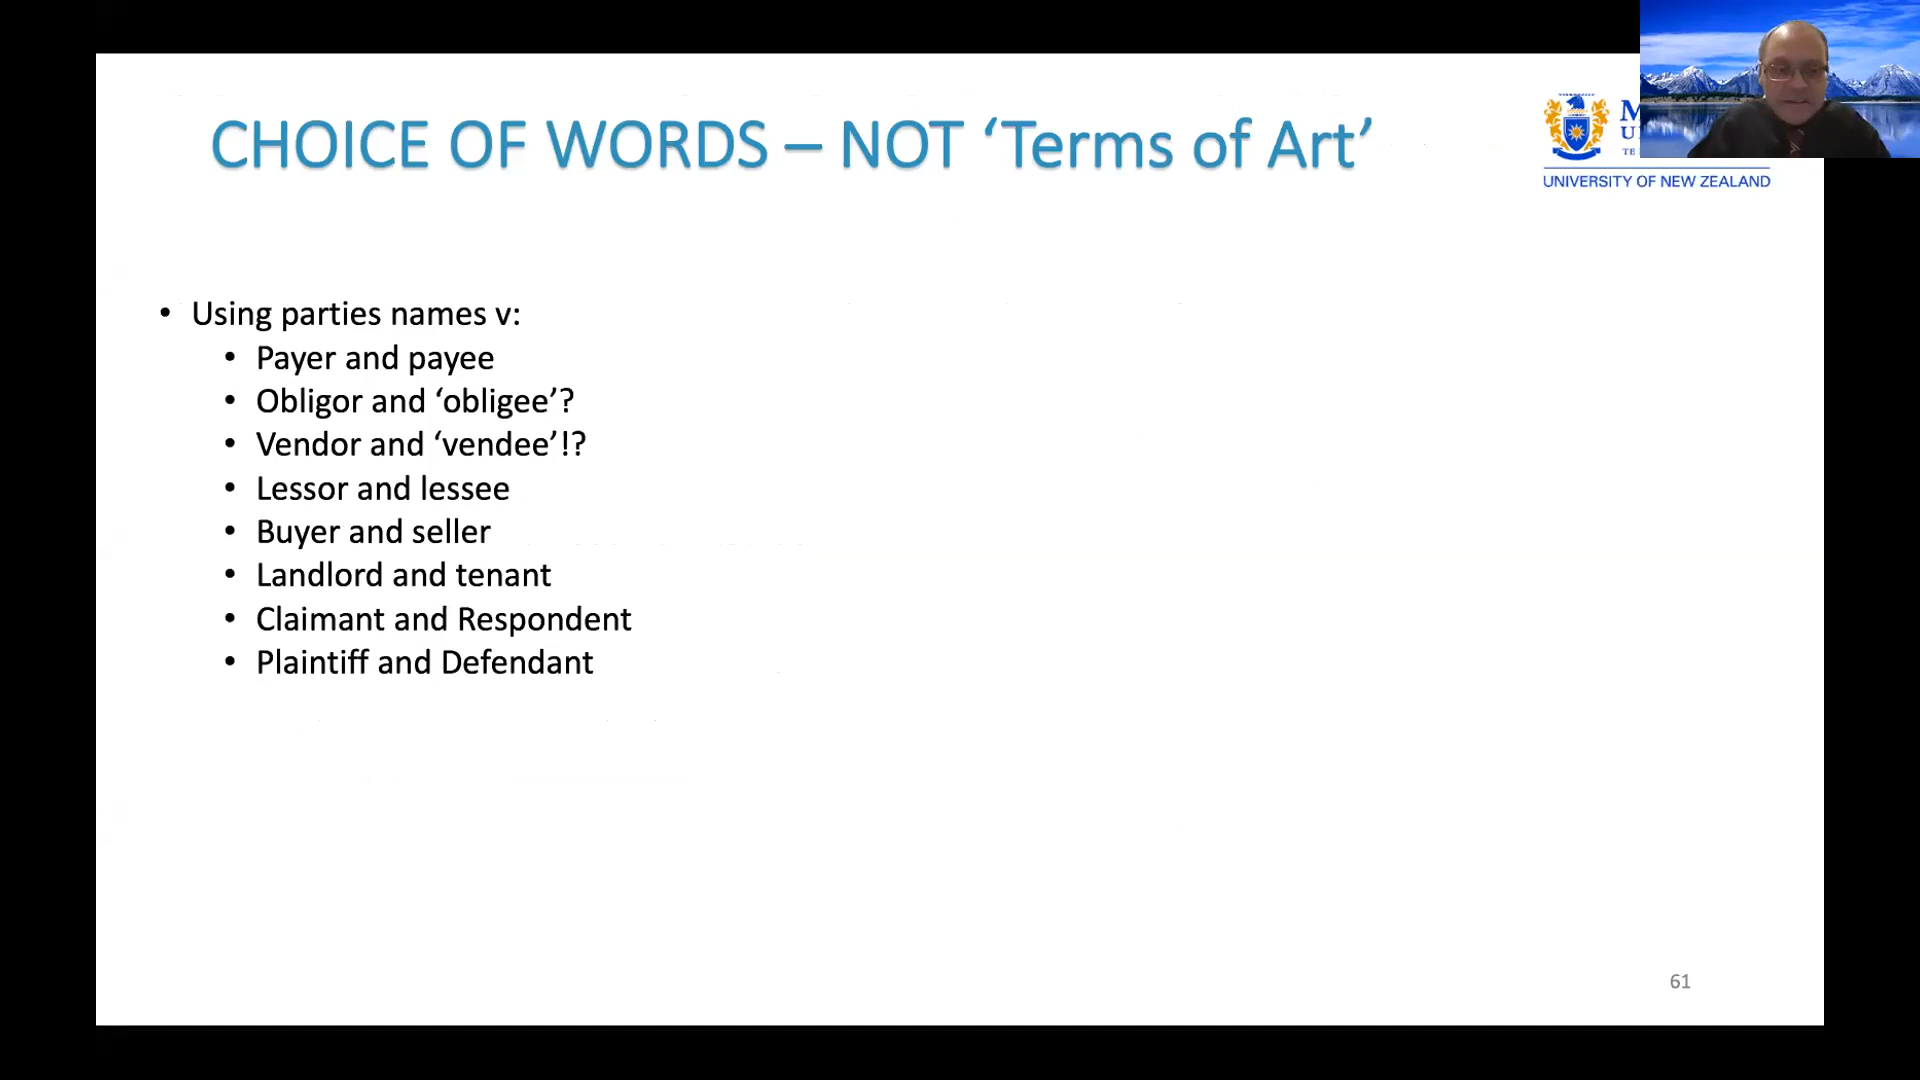 CHOICE OF WORDS – NOT ‘Terms of Art’
UNIVERSITY OF NEW ZEALAND
• Using parties names v:
• Payer and payee
• Obligor and ‘obligee’?
• Vendor and ‘vendee’!?
• Lessor and lessee
• Buyer and seller
• Landlord and tenant
• Claimant and Respondent
• Plaintiff and Defendant
61